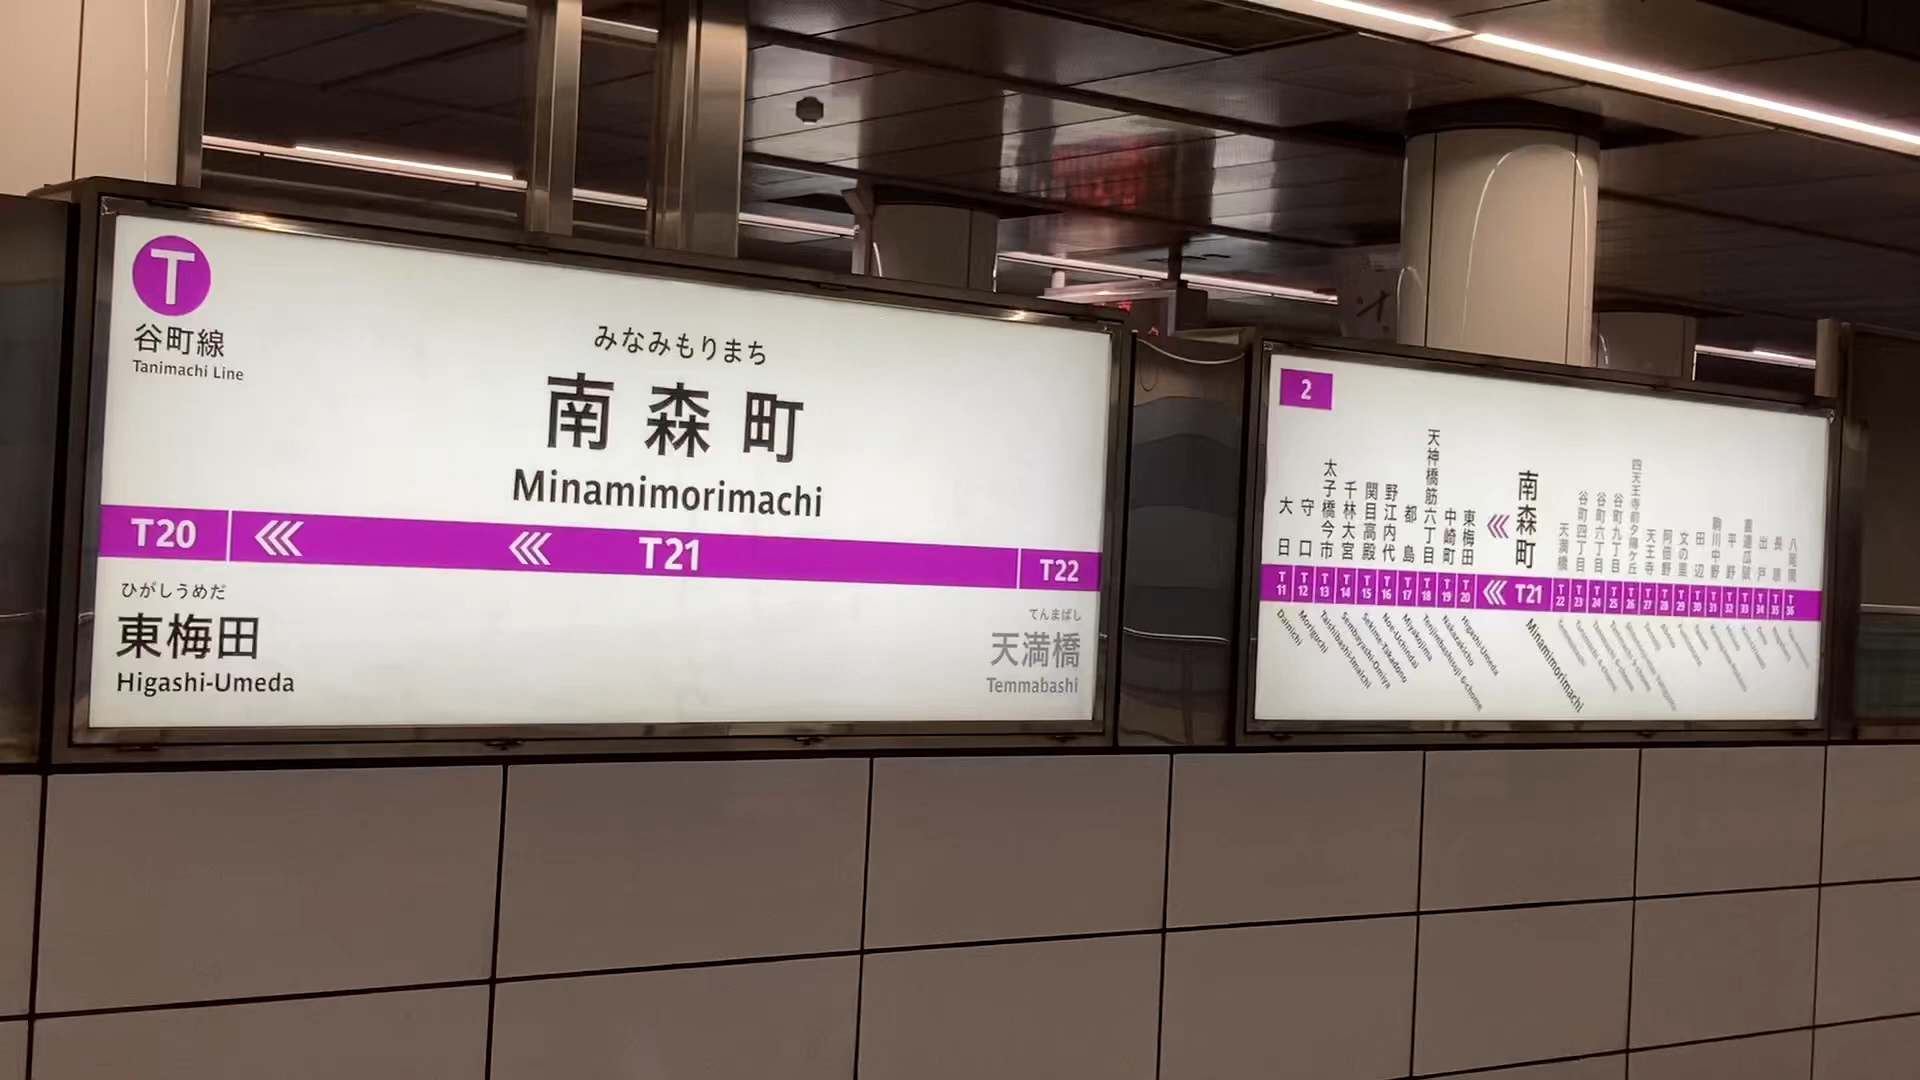 T
谷町線
Tanimachi Line
みなみもりまち
南森町
Minamimorimachi
T20
T21
T22
ひがしうめだ
東梅田
Higashi-Umeda
てんまばし
天満橋
Temmabashi
2
大日
守口
太子橋今市
千林大宮
関目高殿
野江内代
都島
天神橋筋六丁目
中崎町
東梅田
南森町
天満橋
谷町四丁目
谷町六丁目
谷町九丁目
四天王寺前夕陽ヶ丘
天王寺
阿倍野
文の里
田辺
駒川中野
平野
喜連瓜破
出戸
長原
八尾南
T11
T12
T13
T14
T15
T16
T17
T18
T19
T20
T21
T22
T23
T24
T25
T26
T27
T28
T29
T30
T31
T32
T33
T34
T35
T36
Dainichi
Moriguchi
Taishibashi-Imaichi
Sembayashi-Omiya
Sekime-Takadono
Noe-Uchindai
Miyakojima
Tenjimbashisuji 6-chome
Nakazakicho
Higashi-Umeda
Minamimorimachi